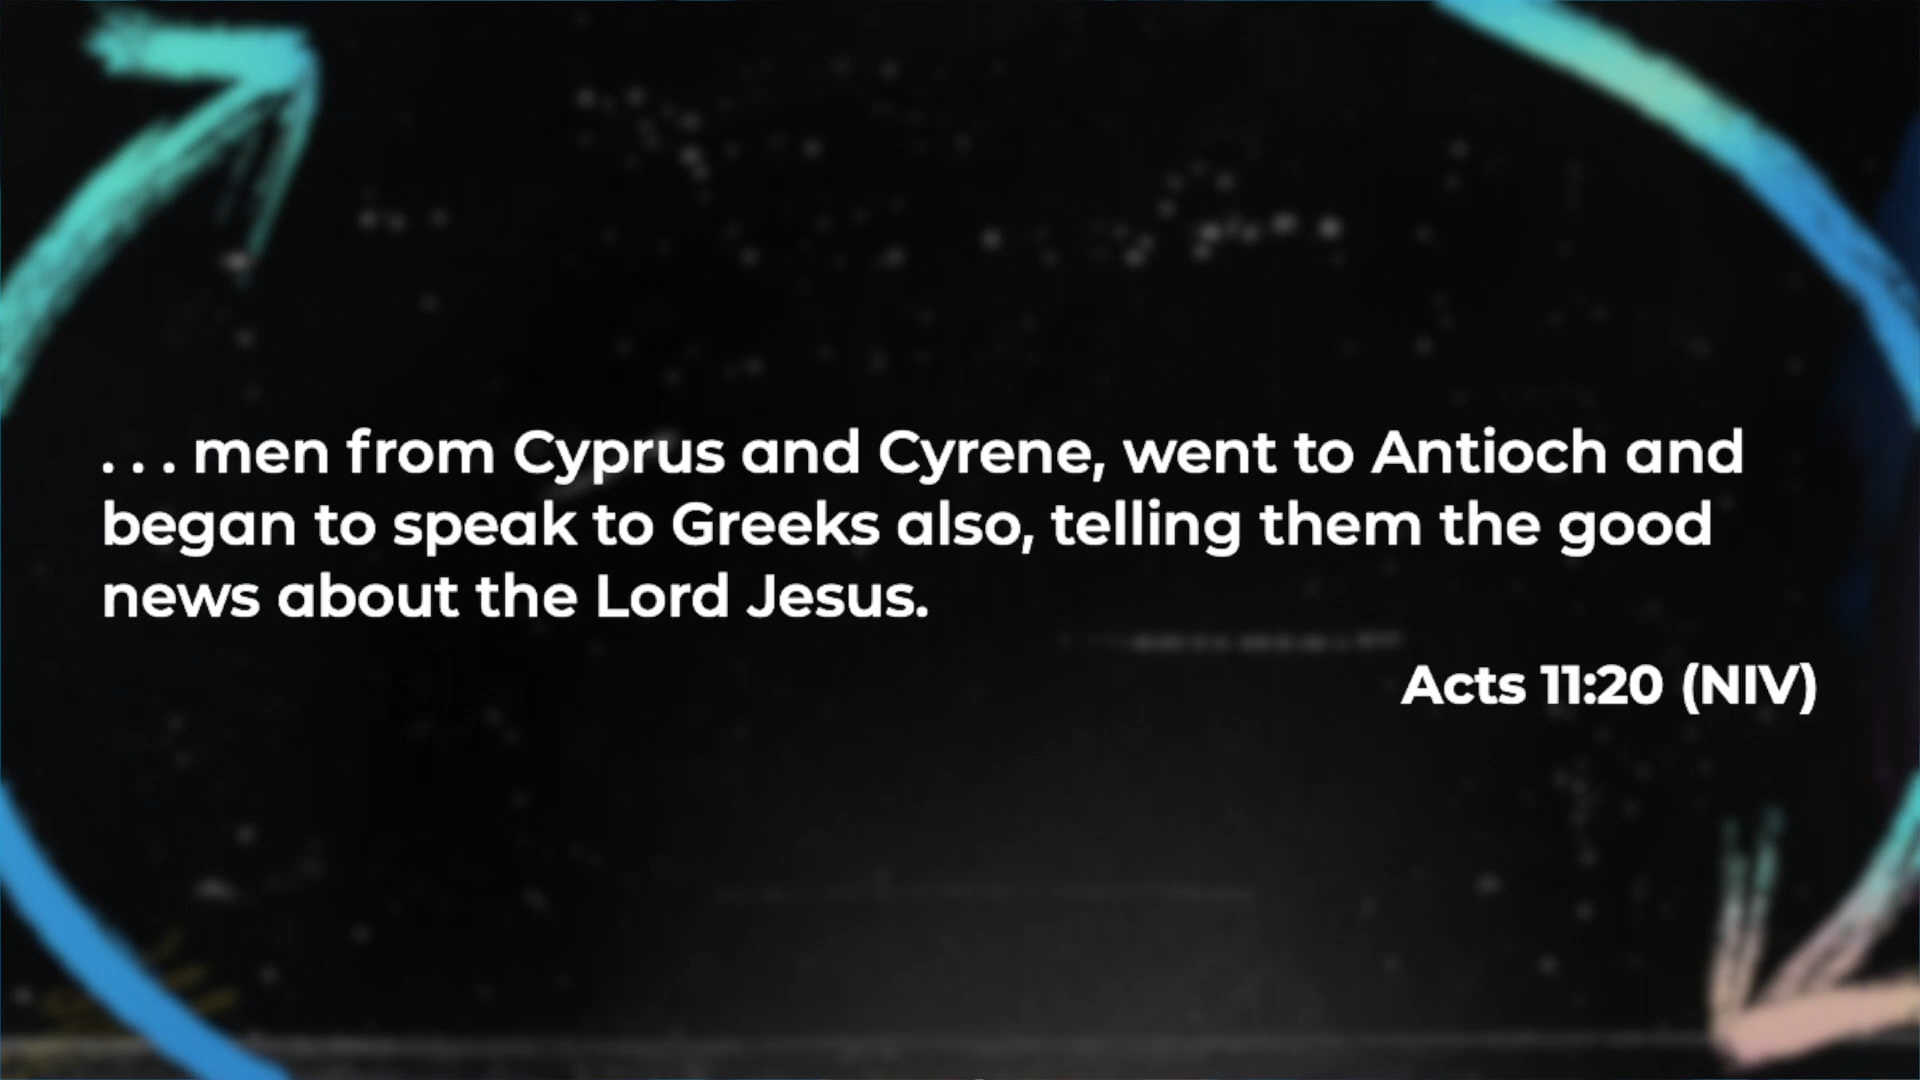 . . . men from Cyprus and Cyrene, went to Antioch and
began to speak to Greeks also, telling them the good
news about the Lord Jesus.
Acts 11:20 (NIV)